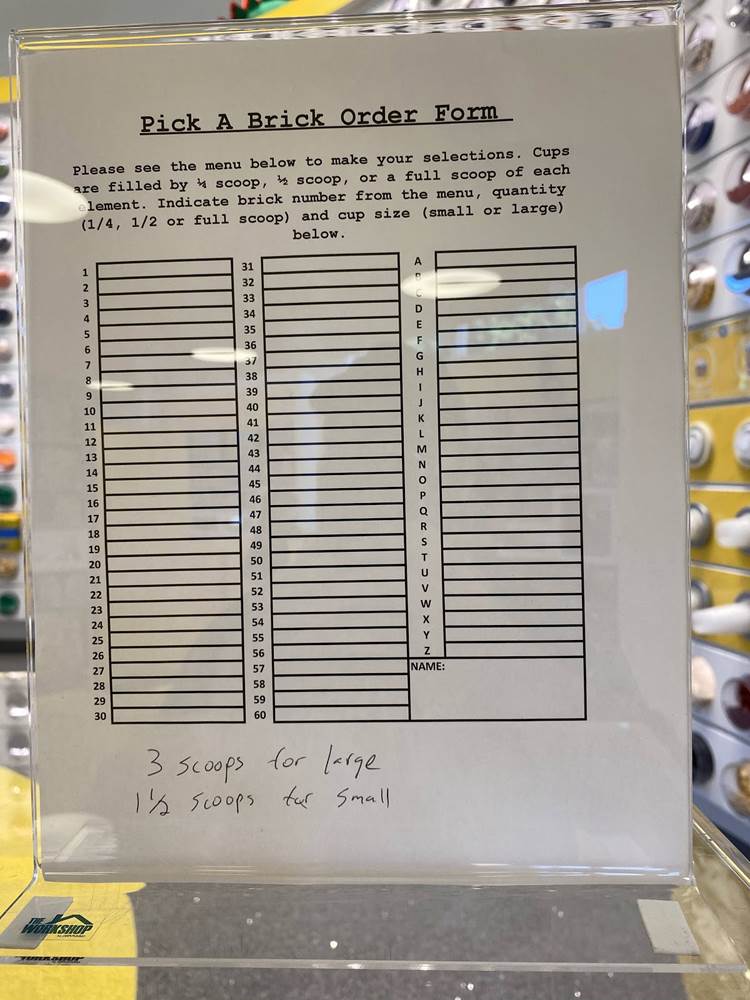 Pick A Brick Order Form
Please see the menu below to make your selections. Cups
are filled by ¼ scoop, ½ scoop, or a full scoop of each
element. Indicate brick number from the menu, quantity
(1/4, 1/2 or full scoop) and cup size (small or large)
below.
1 31 A
2 32 B
3 33 C
4 34 D
5 35 E
6 36 F
7 37 G
8 38 H
9 39 I
10 40 J
11 41 K
12 42 L
13 43 M
14 44 N
15 45 O
16 46 P
17 47 Q
18 48 R
19 49 S
20 50 T
21 51 U
22 52 V
23 53 W
24 54 X
25 55 Y
26 56 Z
27 57 NAME:
28 58
29 59
30 60
3 scoops for large
1 ½ scoops for small
THE
WORKSHOP